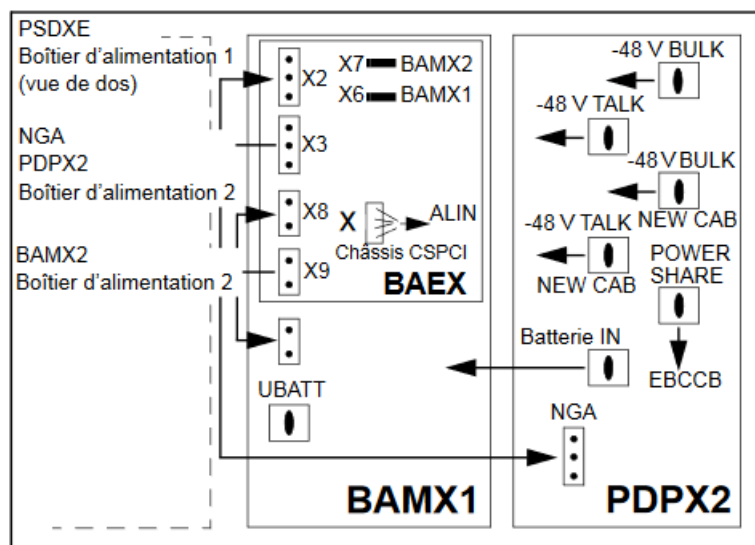 PSDXE
Boîtier d'alimentation 1
(vue de dos)
NGA
PDPX2
Boîtier d'alimentation 2
BAMX2
Boîtier d'alimentation 2
X2
X7 BAMX2
X6 BAMX1
X3
X8
X
ALIN
Châssis CSPCI
X9
BAEX
UBATT
BAMX1
-48 V BULK
-48 V TALK
-48 V BULK
NEW CAB
-48 V TALK
NEW CAB
POWER
SHARE
Batterie IN
EBCCB
NGA
PDPX2